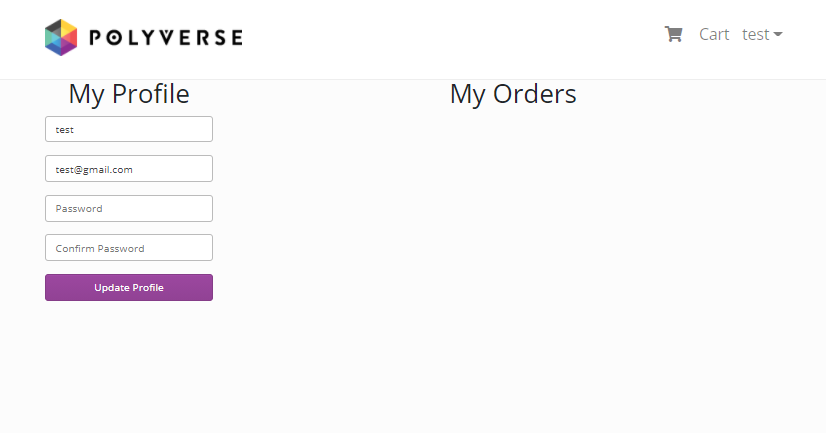 POLYVERSE
Cart test
My Profile
My Orders
test
test@gmail.com
Password
Confirm Password
Update Profile